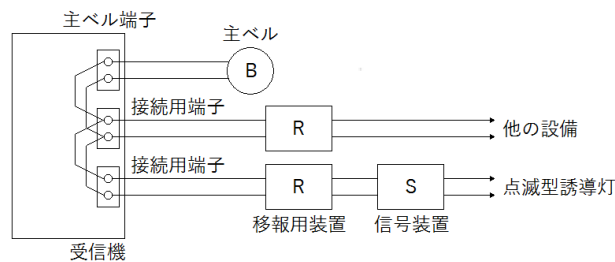 主ベル端子
主ベル
B
接続用端子
R
他の設備
接続用端子
R
S
点滅型誘導灯
移報用装置
信号装置
受信機